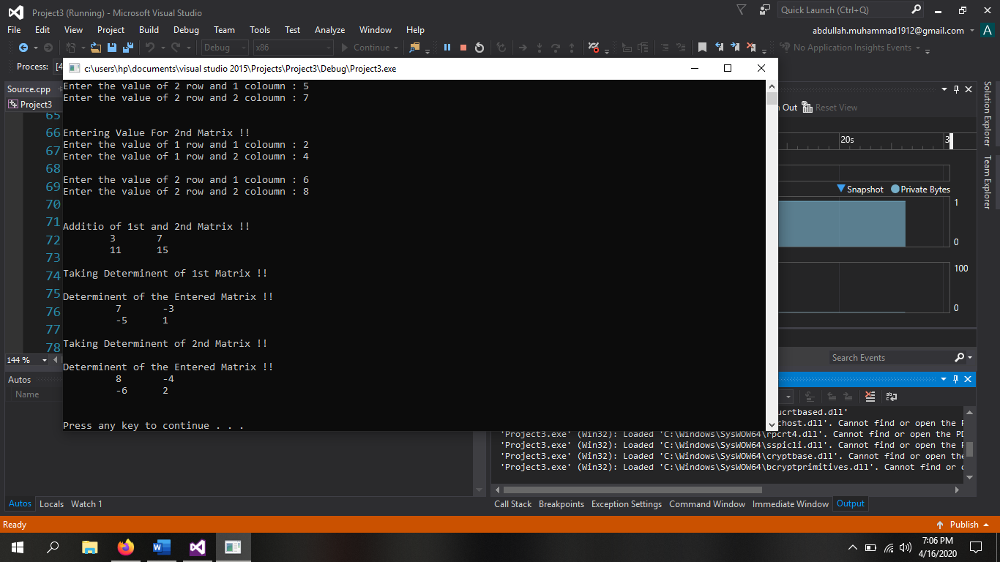 Project3 (Running) - Microsoft Visual Studio
Quick Launch (Ctrl+Q)
File Edit View Project Build Debug Team Tools Test Analyze Window Help
abdullah.muhammad1912@gmail.com A
Debug x86 Continue
No Application Insights Events
Process:
c:\users\hp\documents\visual studio 2015\Projects\Project3\Debug\Project3.exe
Source.cpp
Project3
Out Reset View
20s
Snapshot Private Bytes
1
0
100
0
Solution Explorer
Team Explorer
65
66
67
68
69
70
71
72
73
74
75
76
77
78
144 %
Enter the value of 2 row and 1 coloumn : 5
Enter the value of 2 row and 2 coloumn : 7
Entering Value For 2nd Matrix !!
Enter the value of 1 row and 1 coloumn : 2
Enter the value of 1 row and 2 coloumn : 4
Enter the value of 2 row and 1 coloumn : 6
Enter the value of 2 row and 2 coloumn : 8
Additio of 1st and 2nd Matrix !!
3 7
11 15
Taking Determinent of 1st Matrix !!
Determinent of the Entered Matrix !!
7 -3
-5 1
Taking Determinent of 2nd Matrix !!
Determinent of the Entered Matrix !!
8 -4
-6 2
Press any key to continue . . .
Search Events
Autos
Name
ucrtbased.dll'
chost.dll'. Cannot find or open the P
'Project3.exe' (Win32): Loaded 'C:\Windows\SysWOW64\rpcrt4.dll'. Cannot find or open the PD
'Project3.exe' (Win32): Loaded 'C:\Windows\SysWOW64\sspicli.dll'. Cannot find or open the P
'Project3.exe' (Win32): Loaded 'C:\Windows\SysWOW64\cryptbase.dll'. Cannot find or open the
'Project3.exe' (Win32): Loaded 'C:\Windows\SysWOW64\bcryptprimitives.dll'. Cannot find or
Autos Locals Watch 1
Call Stack Breakpoints Exception Settings Command Window Immediate Window Output
Ready
Publish
7:06 PM
4/16/2020